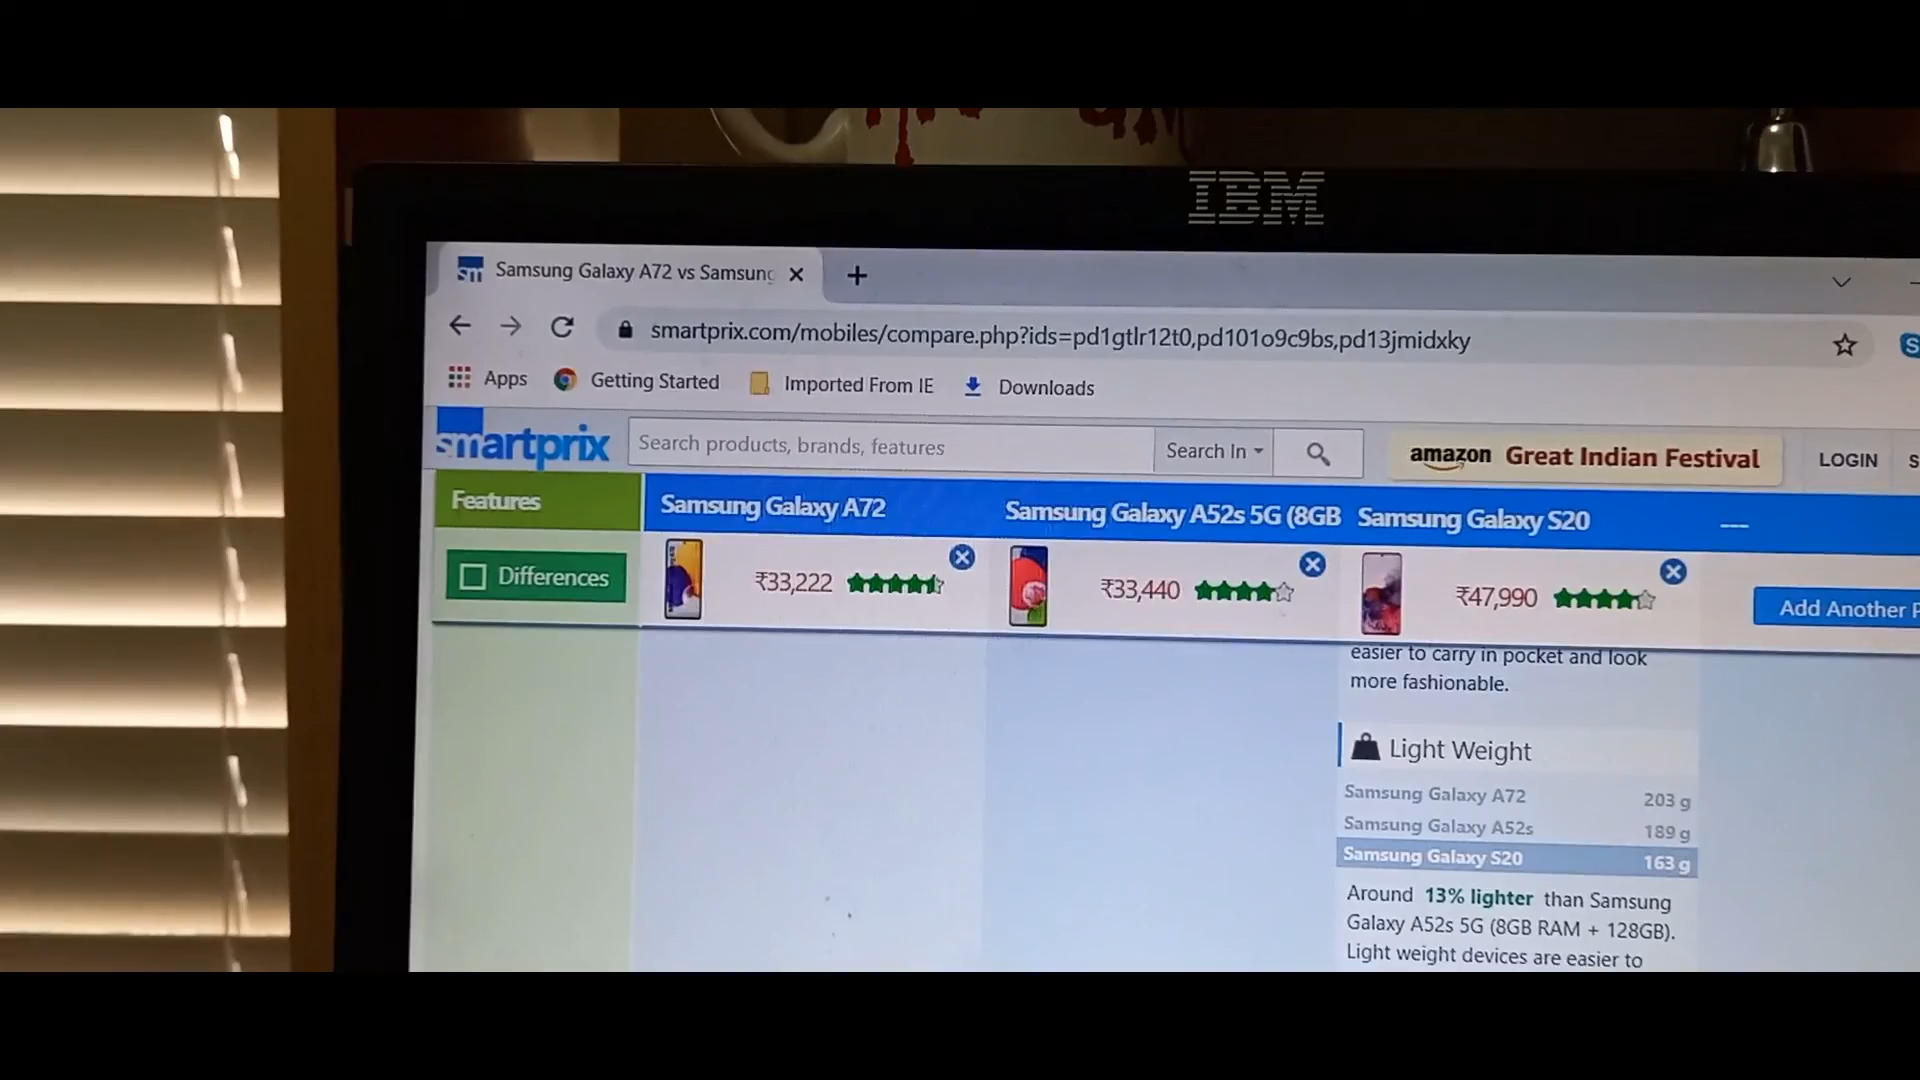 IBM
Samsung Galaxy A72 vs Samsung
smartprix.com/mobiles/compare.php?ids=pd1gtlr12t0,pd101o9c9bs,pd13jmidxky
Apps Getting Started Imported From IE Downloads
smartprix Search products, brands, features Search In amazon Great Indian Festival LOGIN
Features Samsung Galaxy A72 Samsung Galaxy A52s 5G (8GB Samsung Galaxy S20 ---
Differences ₹33,222 ₹33,440 ₹47,990 Add Another P
easier to carry in pocket and look
more fashionable.
Light Weight
Samsung Galaxy A72 203 g
Samsung Galaxy A52s 189 g
Samsung Galaxy S20 163 g
Around 13% lighter than Samsung
Galaxy A52s 5G (8GB RAM + 128GB).
Light weight devices are easier to